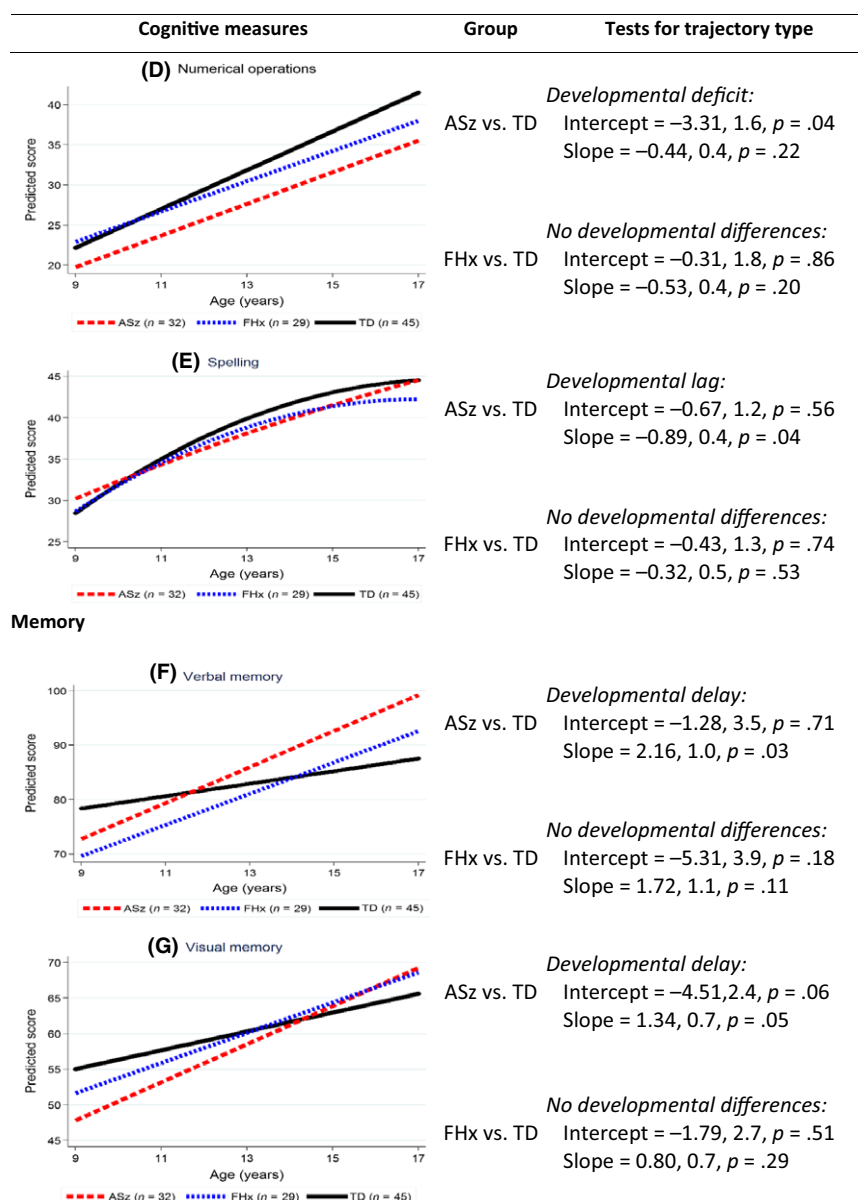 Cognitive measures Group Tests for trajectory type
(D) Numerical operations
Predicted score
40
35
30
25
20
9 11 13 15 17
Age (years)
ASz (n = 32) FHx (n = 29) TD (n = 45)
Developmental deficit:
ASz vs. TD Intercept = –3.31, 1.6, p = .04
Slope = –0.44, 0.4, p = .22
No developmental differences:
FHx vs. TD Intercept = –0.31, 1.8, p = .86
Slope = –0.53, 0.4, p = .20
(E) Spelling
Predicted score
45
40
35
30
25
9 11 13 15 17
Age (years)
ASz (n = 32) FHx (n = 29) TD (n = 45)
Developmental lag:
ASz vs. TD Intercept = –0.67, 1.2, p = .56
Slope = –0.89, 0.4, p = .04
No developmental differences:
FHx vs. TD Intercept = –0.43, 1.3, p = .74
Slope = –0.32, 0.5, p = .53
Memory
(F) Verbal memory
Predicted score
100
90
80
70
9 11 13 15 17
Age (years)
ASz (n = 32) FHx (n = 29) TD (n = 45)
Developmental delay:
ASz vs. TD Intercept = –1.28, 3.5, p = .71
Slope = 2.16, 1.0, p = .03
No developmental differences:
FHx vs. TD Intercept = –5.31, 3.9, p = .18
Slope = 1.72, 1.1, p = .11
(G) Visual memory
Predicted score
70
65
60
55
50
45
9 11 13 15 17
Age (years)
ASz (n = 32) FHx (n = 29) TD (n = 45)
Developmental delay:
ASz vs. TD Intercept = –4.51,2.4, p = .06
Slope = 1.34, 0.7, p = .05
No developmental differences:
FHx vs. TD Intercept = –1.79, 2.7, p = .51
Slope = 0.80, 0.7, p = .29